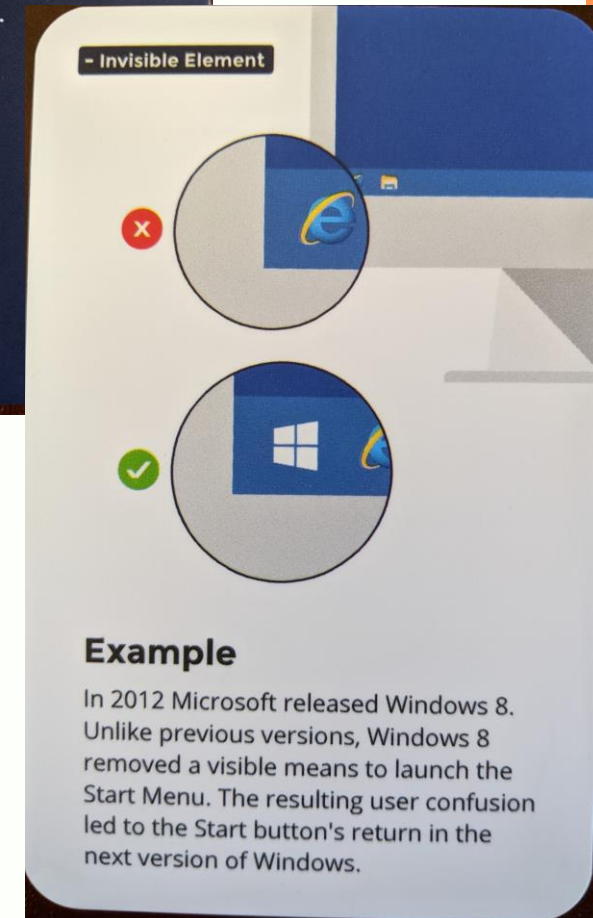 - Invisible Element
Example
In 2012 Microsoft released Windows 8.
Unlike previous versions, Windows 8
removed a visible means to launch the
Start Menu. The resulting user confusion
led to the Start button's return in the
next version of Windows.